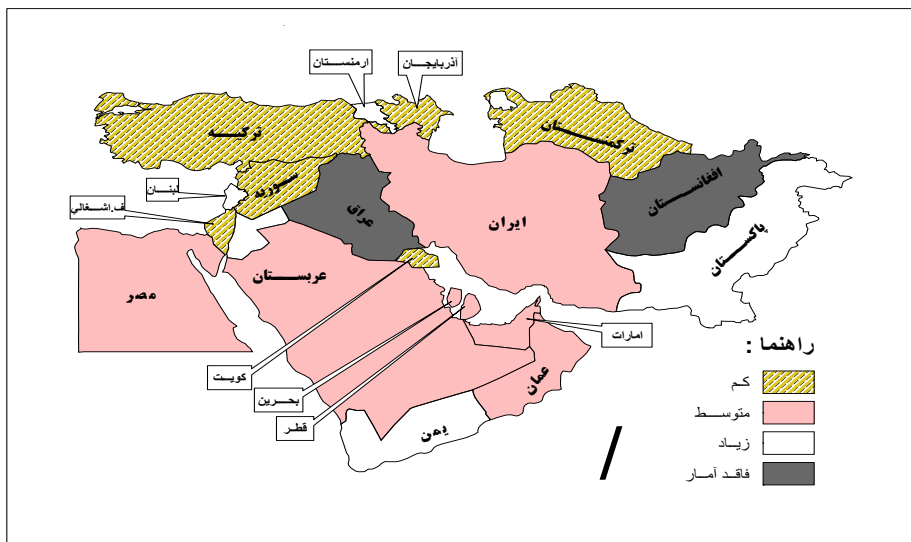 ارمنستان
آذربایجان
ترکیه
ترکمنستان
افغانستان
لبنان
سوریه
ف.اشغالي
عراق
ایران
پاکستان
مصر
عربستان
امارات
کویت
بحرین
قطر
عمان
یمن
راهنما :
کم
متوسط
زیاد
فاقد آمار
/